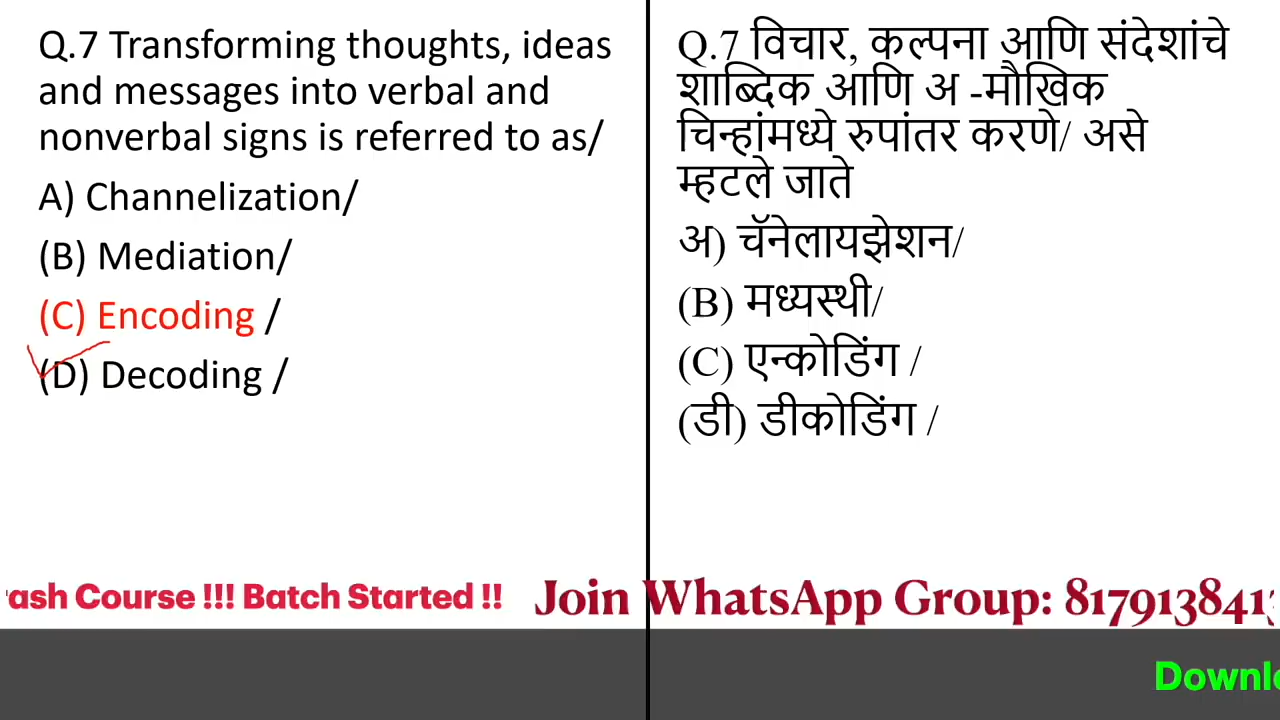 Q.7 Transforming thoughts, ideas
and messages into verbal and
nonverbal signs is referred to as/
A) Channelization/
(B) Mediation/
(C) Encoding /
(D) Decoding /
Q.7 विचार, कल्पना आणि संदेशांचे
शाब्दिक आणि अ -मौखिक
चिन्हांमध्ये रुपांतर करणे/ असे
म्हटले जाते
अ) चॅनेलायझेशन/
(B) मध्यस्थी/
(C) एन्कोडिंग /
(डी) डीकोडिंग /
ash Course !!! Batch Started !! Join WhatsApp Group: 817913841
Downl